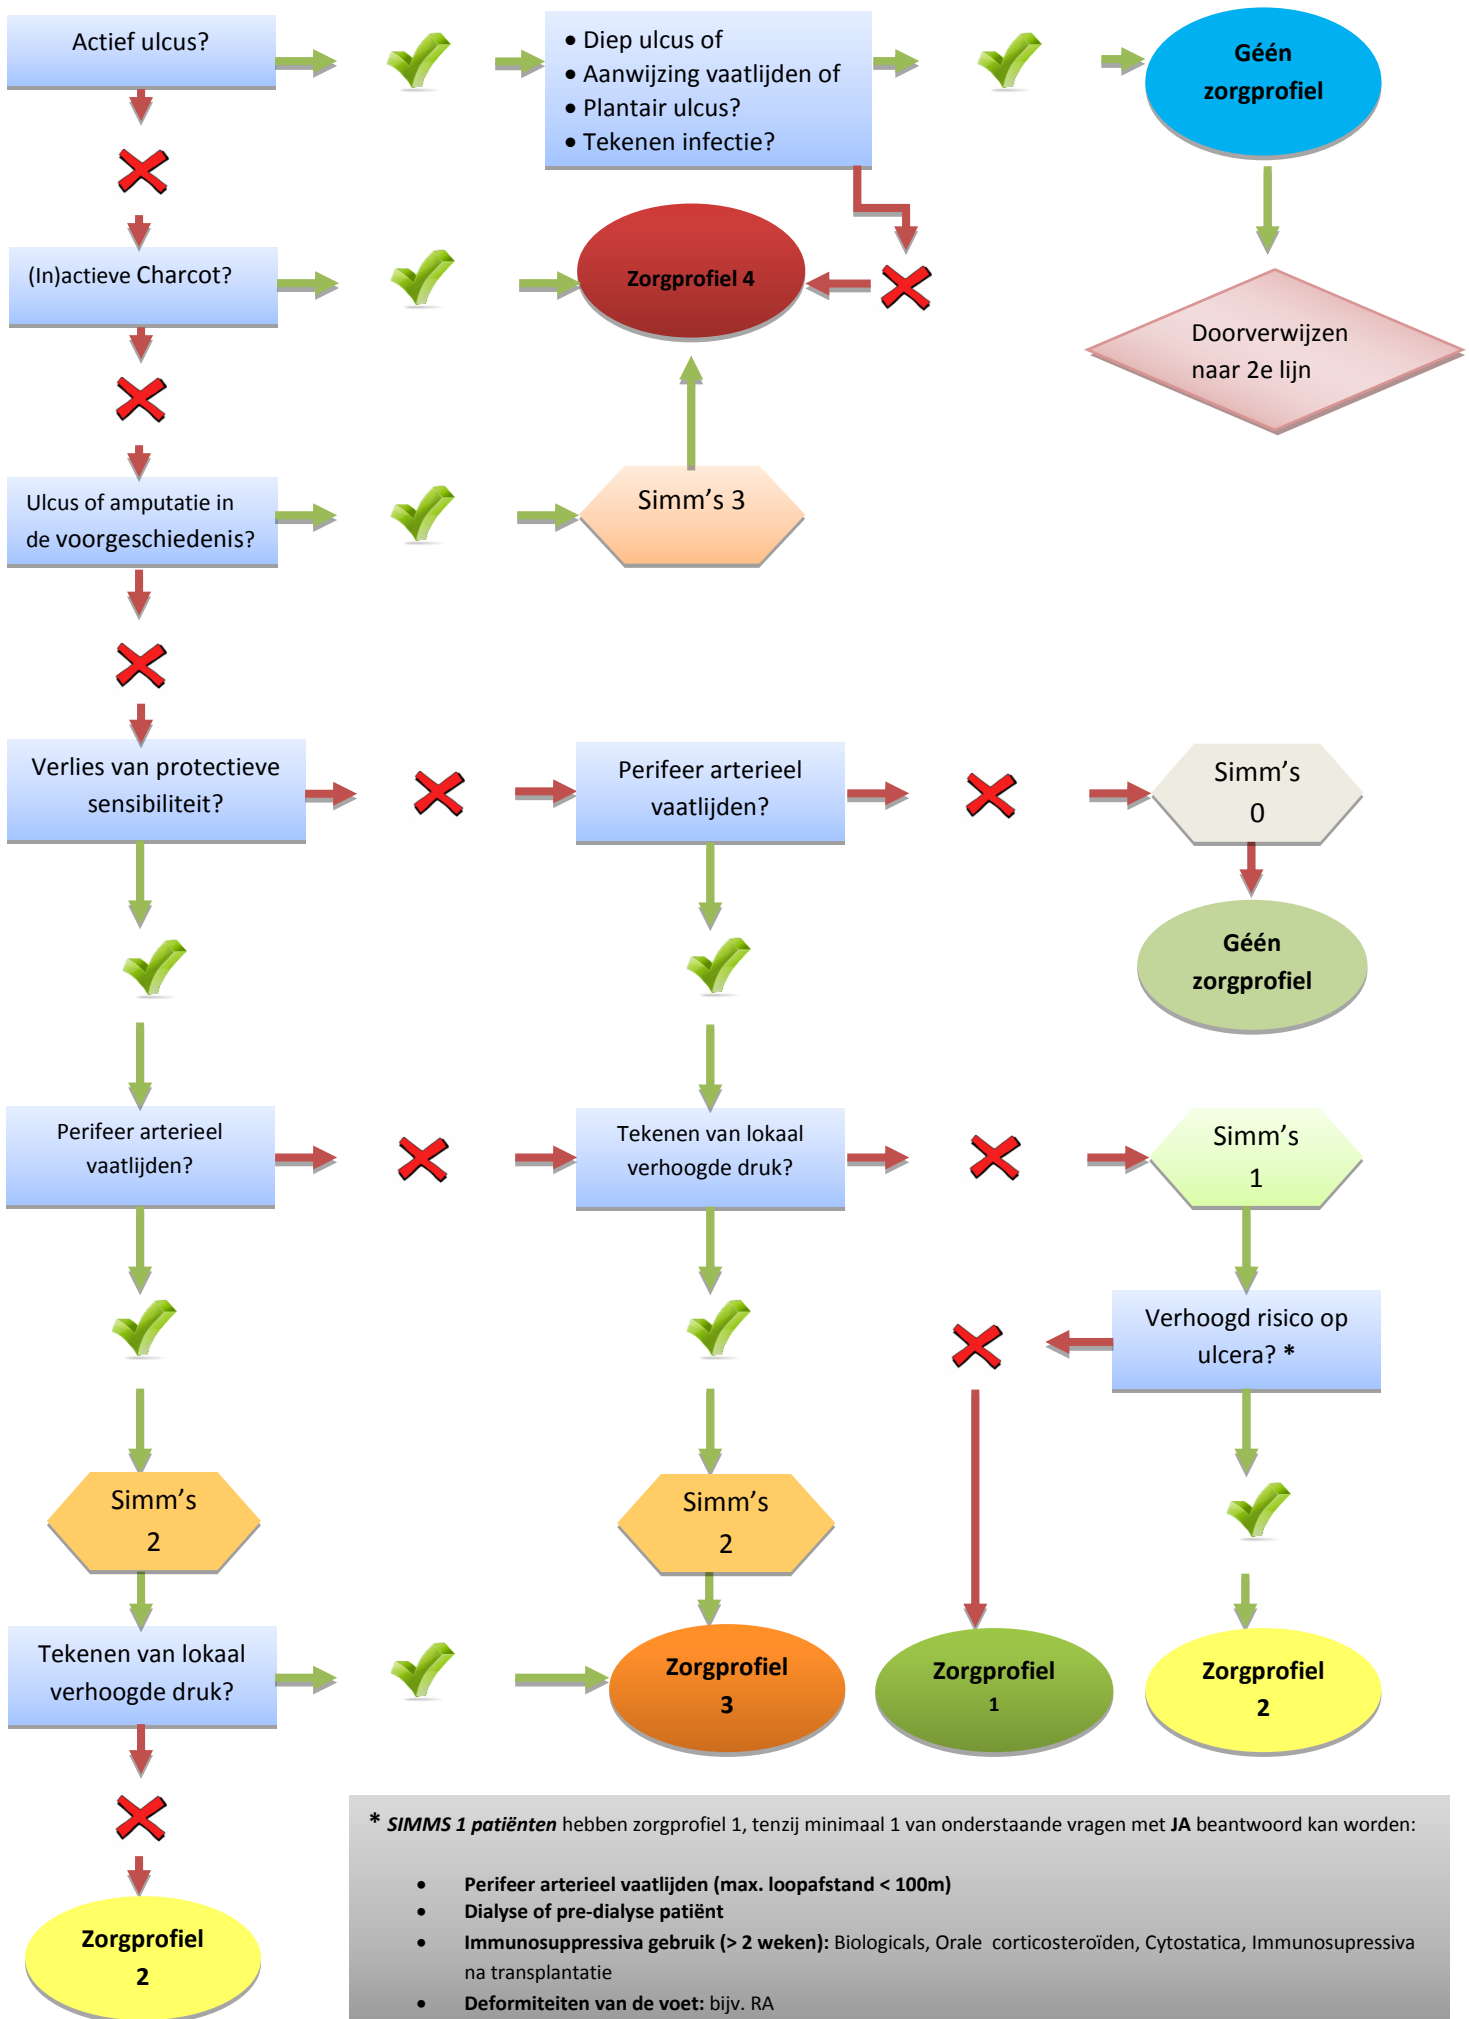 Actief ulcus?
• Diep ulcus of
• Aanwijzing vaatlijden of
• Plantair ulcus?
• Tekenen infectie?
Géén
zorgprofiel
(In)actieve Charcot?
Zorgprofiel 4
Doorverwijzen
naar 2e lijn
Ulcus of amputatie in
de voorgeschiedenis?
Simm's 3
Verlies van protectieve
sensibiliteit?
Perifeer arterieel
vaatlijden?
Simm's
0
Géén
zorgprofiel
Perifeer arterieel
vaatlijden?
Tekenen van lokaal
verhoogde druk?
Simm's
1
Verhoogd risico op
ulcera? *
Simm's
2
Simm's
2
Tekenen van lokaal
verhoogde druk?
Zorgprofiel
3
Zorgprofiel
1
Zorgprofiel
2
Zorgprofiel
2
* SIMMS 1 patiënten hebben zorgprofiel 1, tenzij minimaal 1 van onderstaande vragen met JA beantwoord kan worden:
• Perifeer arterieel vaatlijden (max. loopafstand < 100m)
• Dialyse of pre-dialyse patiënt
• Immunosuppressiva gebruik (> 2 weken): Biologicals, Orale corticosteroïden, Cytostatica, Immunosupressiva
na transplantatie
• Deformiteiten van de voet: bijv. RA